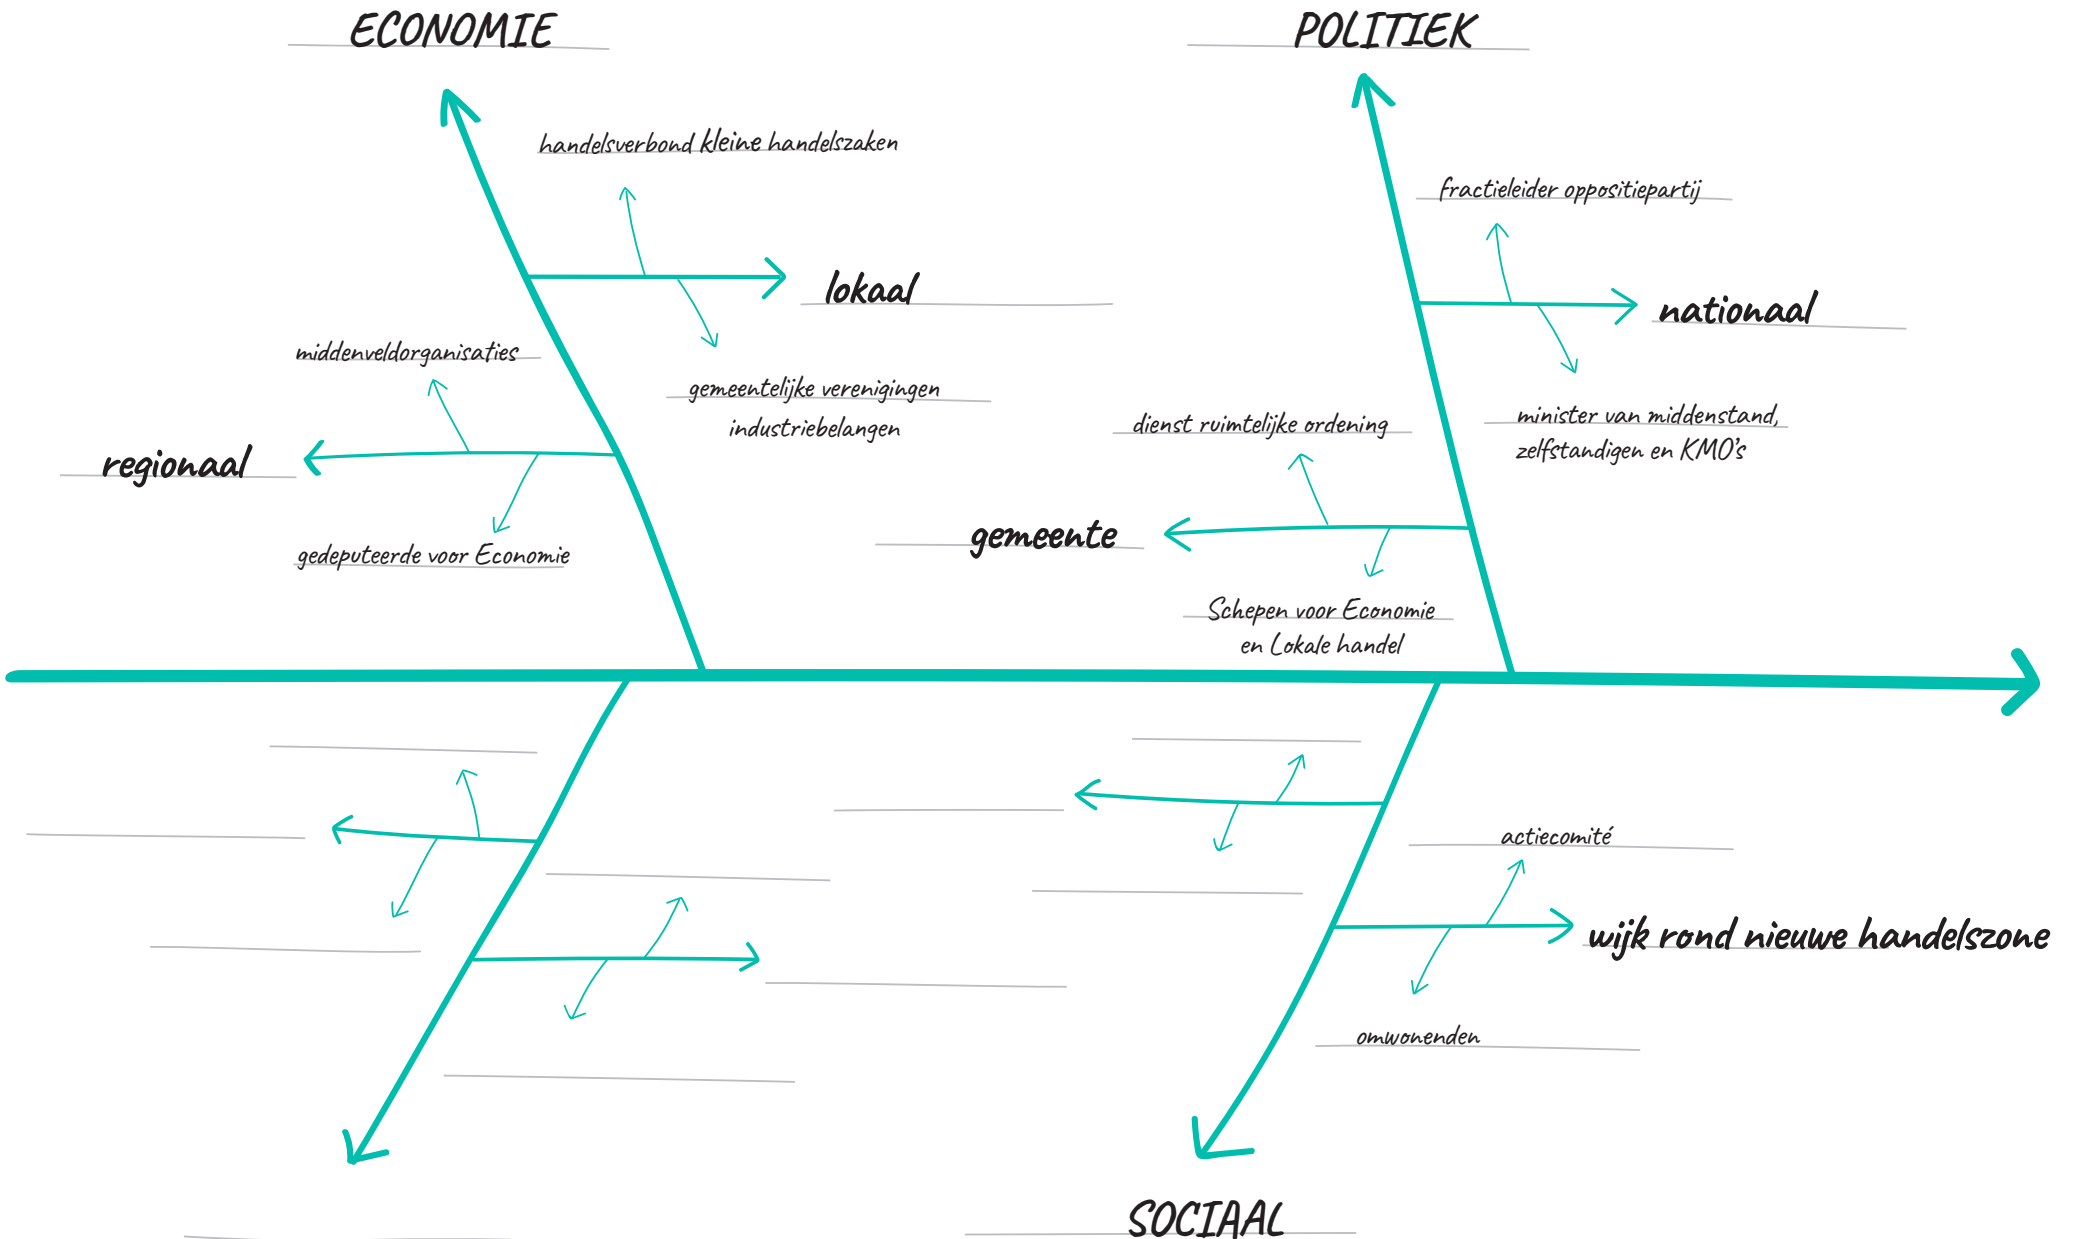 ECONOMIE
POLITIEK
handelsverbond kleine handelszaken
fractieleider oppositiepartij
lokaal
nationaal
middenveldorganisaties
gemeentelijke verenigingen
industriebelangen
dienst ruimtelijke ordening
minister van middenstand,
zelfstandigen en KMO's
regionaal
gemeente
gedeputeerde voor Economie
Schepen voor Economie
en Lokale handel
actiecomité
wijk rond nieuwe handelszone
omwonenden
SOCIAAL